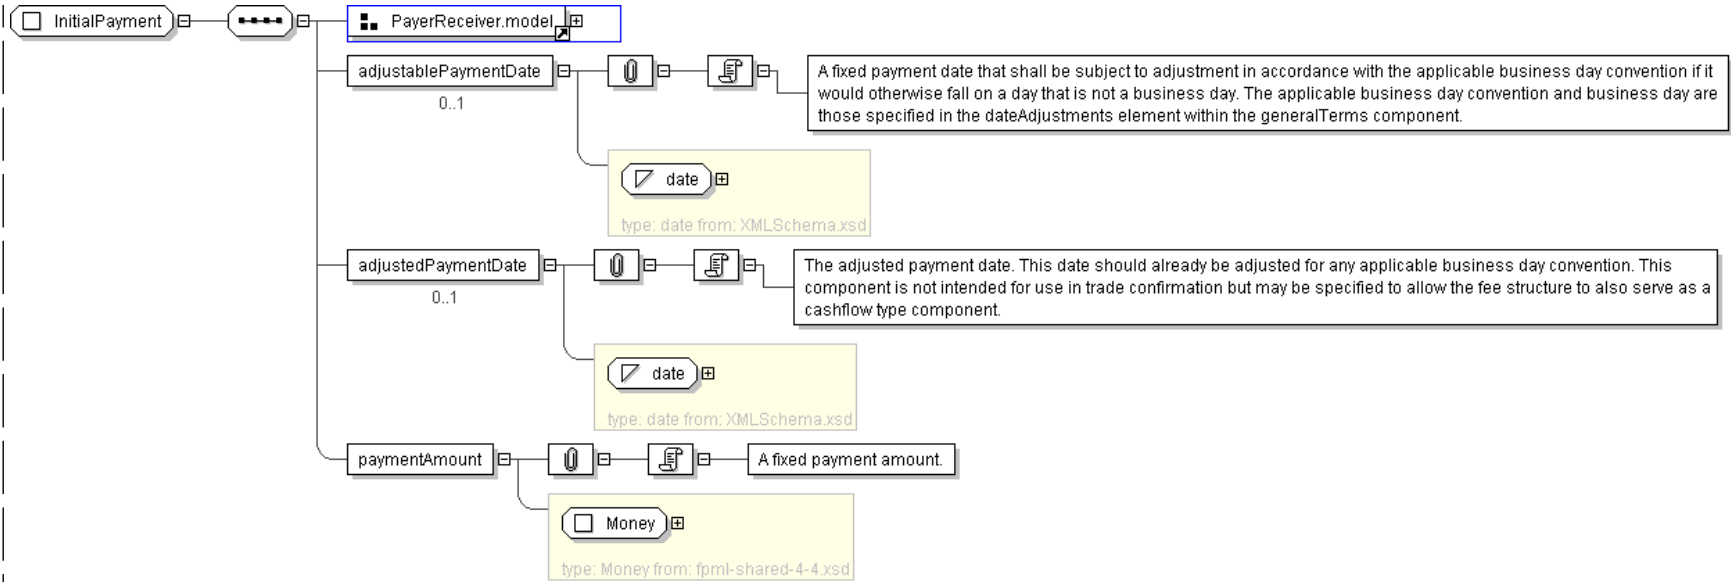 InitialPayment
PayerReceiver.model
adjustablePaymentDate
0..1
A fixed payment date that shall be subject to adjustment in accordance with the applicable business day convention if it
would otherwise fall on a day that is not a business day. The applicable business day convention and business day are
those specified in the dateAdjustments element within the generalTerms component.
date
type: date from: XMLSchema.xsd
adjustedPaymentDate
0..1
The adjusted payment date. This date should already be adjusted for any applicable business day convention. This
component is not intended for use in trade confirmation but may be specified to allow the fee structure to also serve as a
cashflow type component.
date
type: date from: XMLSchema.xsd
paymentAmount
A fixed payment amount.
Money
type: Money from: fpml-shared-4-4.xsd